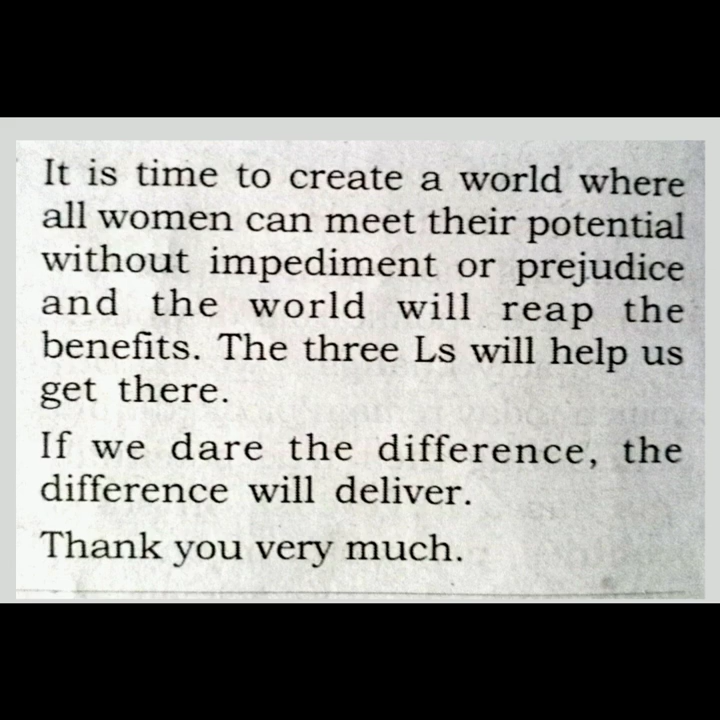 It is time to create a world where
all women can meet their potential
without impediment or prejudice
and the world will reap the
benefits. The three Ls will help us
get there.
If we dare the difference, the
difference will deliver.
Thank you very much.